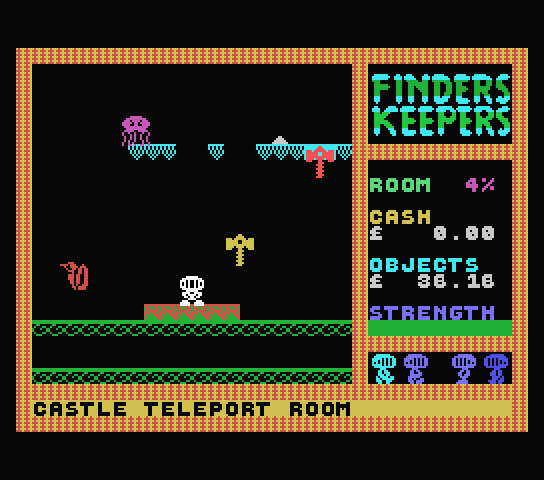 FINDERS
KEEPERS
ROOM 4%
CASH
£ 0.00
OBJECTS
£ 36.16
STRENGTH
CASTLE TELEPORT ROOM